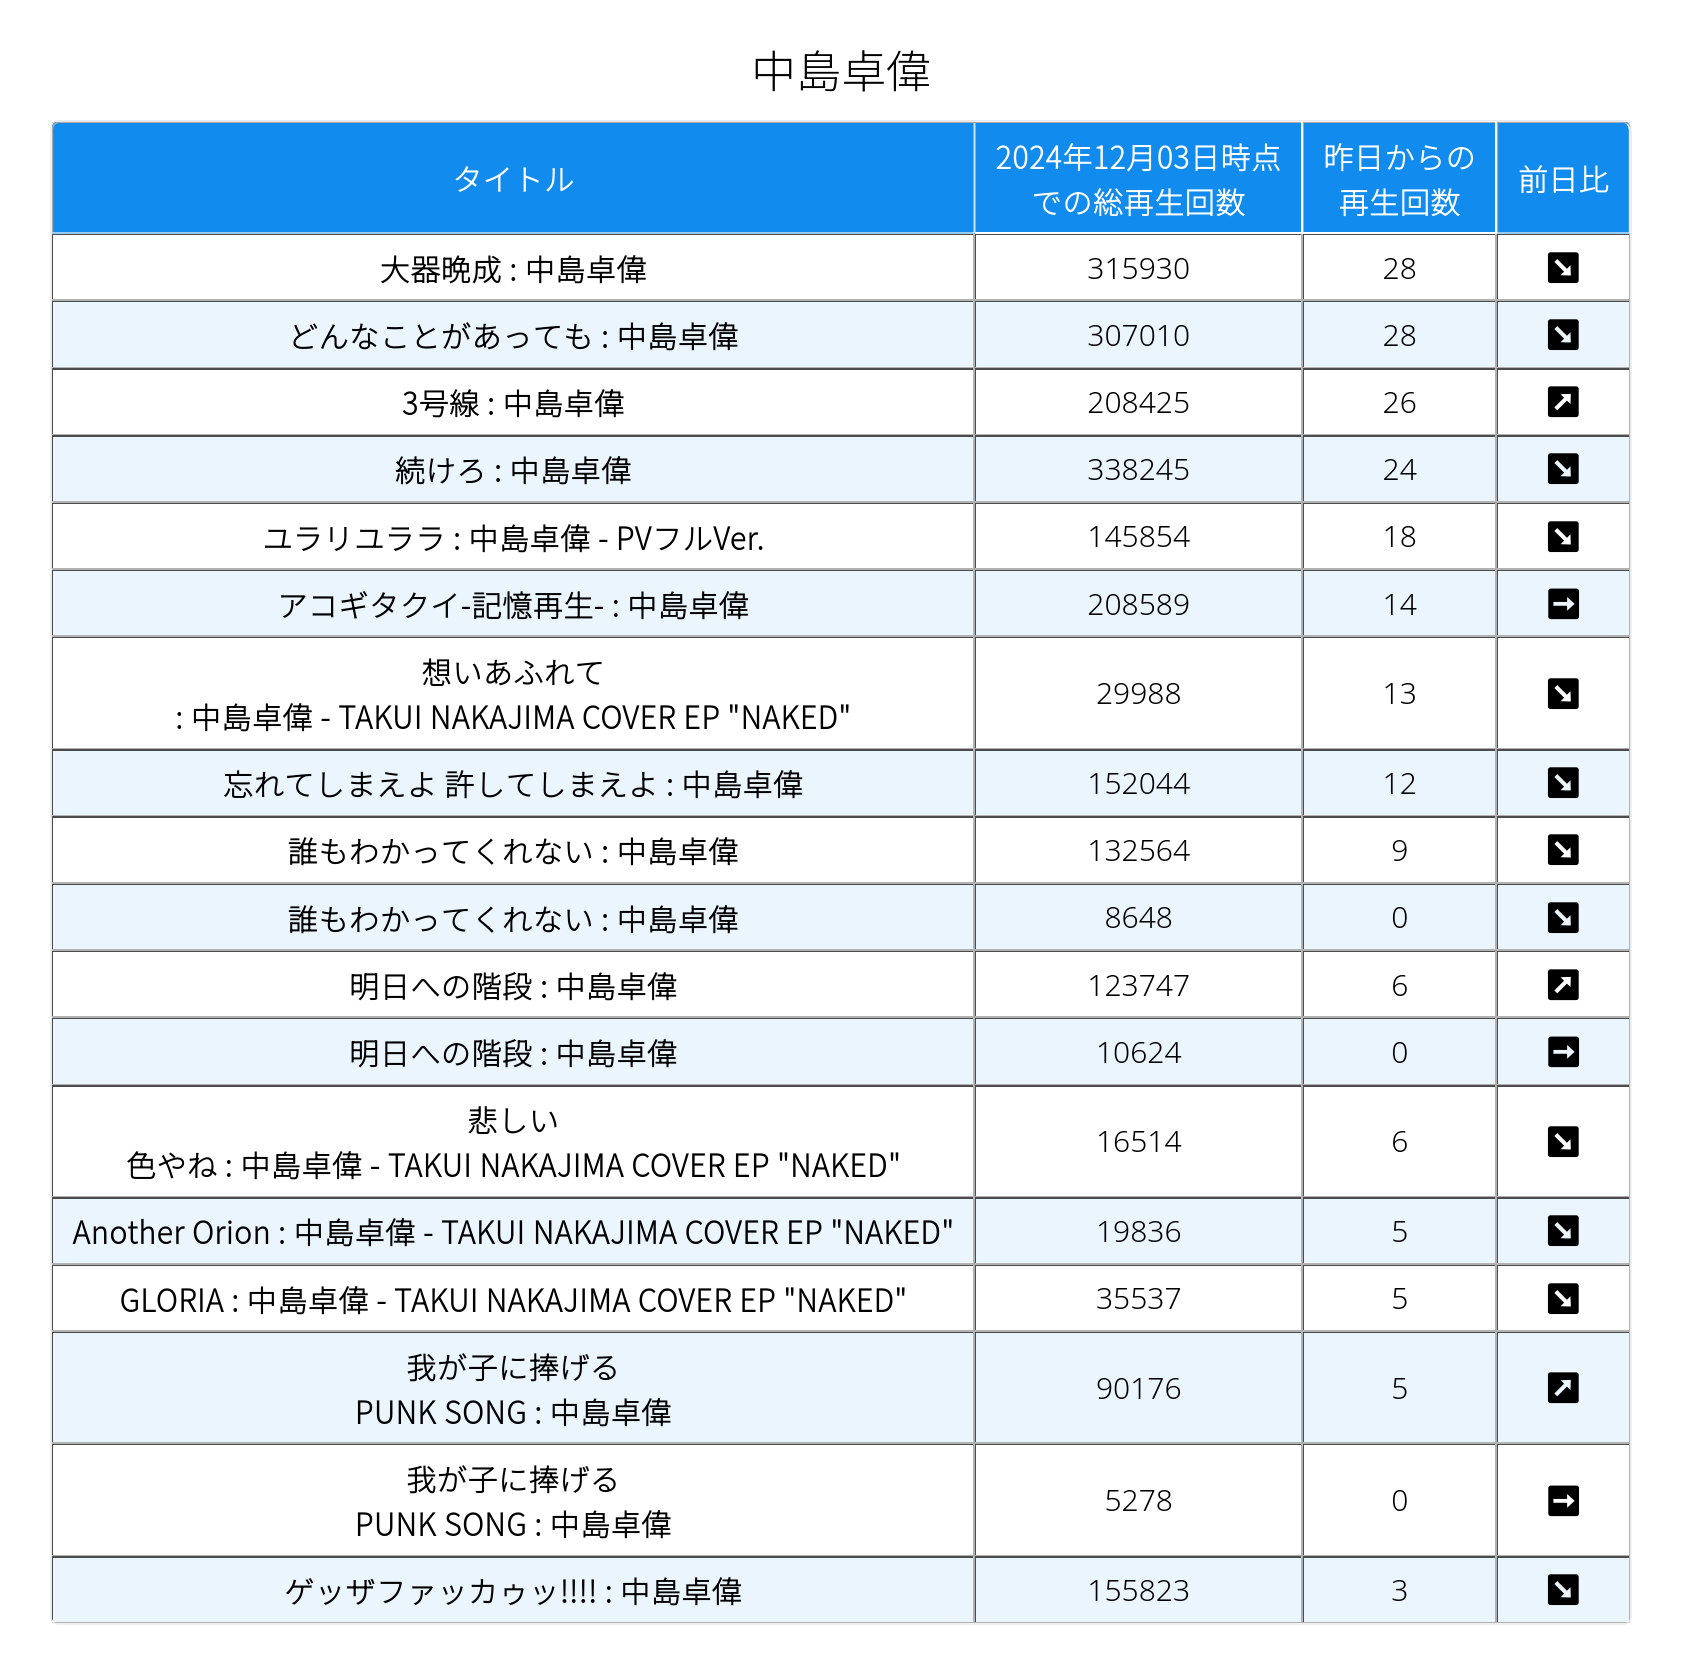 中島卓偉
タイトル
2024年12月03日時点
での総再生回数
昨日からの
再生回数
前日比
大器晩成 : 中島卓偉 315930 28 ↘
どんなことがあっても : 中島卓偉 307010 28 ↘
3号線 : 中島卓偉 208425 26 ↗
続けろ : 中島卓偉 338245 24 ↘
ユラリユララ : 中島卓偉 - PVフルVer. 145854 18 ↘
アコギタクイ-記憶再生- : 中島卓偉 208589 14 →
想いあふれて
: 中島卓偉 - TAKUI NAKAJIMA COVER EP "NAKED" 29988 13 ↘
忘れてしまえよ 許してしまえよ : 中島卓偉 152044 12 ↘
誰もわかってくれない : 中島卓偉 132564 9 ↘
誰もわかってくれない : 中島卓偉 8648 0 ↘
明日への階段 : 中島卓偉 123747 6 ↗
明日への階段 : 中島卓偉 10624 0 →
悲しい
色やね : 中島卓偉 - TAKUI NAKAJIMA COVER EP "NAKED" 16514 6 ↘
Another Orion : 中島卓偉 - TAKUI NAKAJIMA COVER EP "NAKED" 19836 5 ↘
GLORIA : 中島卓偉 - TAKUI NAKAJIMA COVER EP "NAKED" 35537 5 ↘
我が子に捧げる
PUNK SONG : 中島卓偉 90176 5 ↗
我が子に捧げる
PUNK SONG : 中島卓偉 5278 0 →
ゲッザファッカゥッ!!!! : 中島卓偉 155823 3 ↘